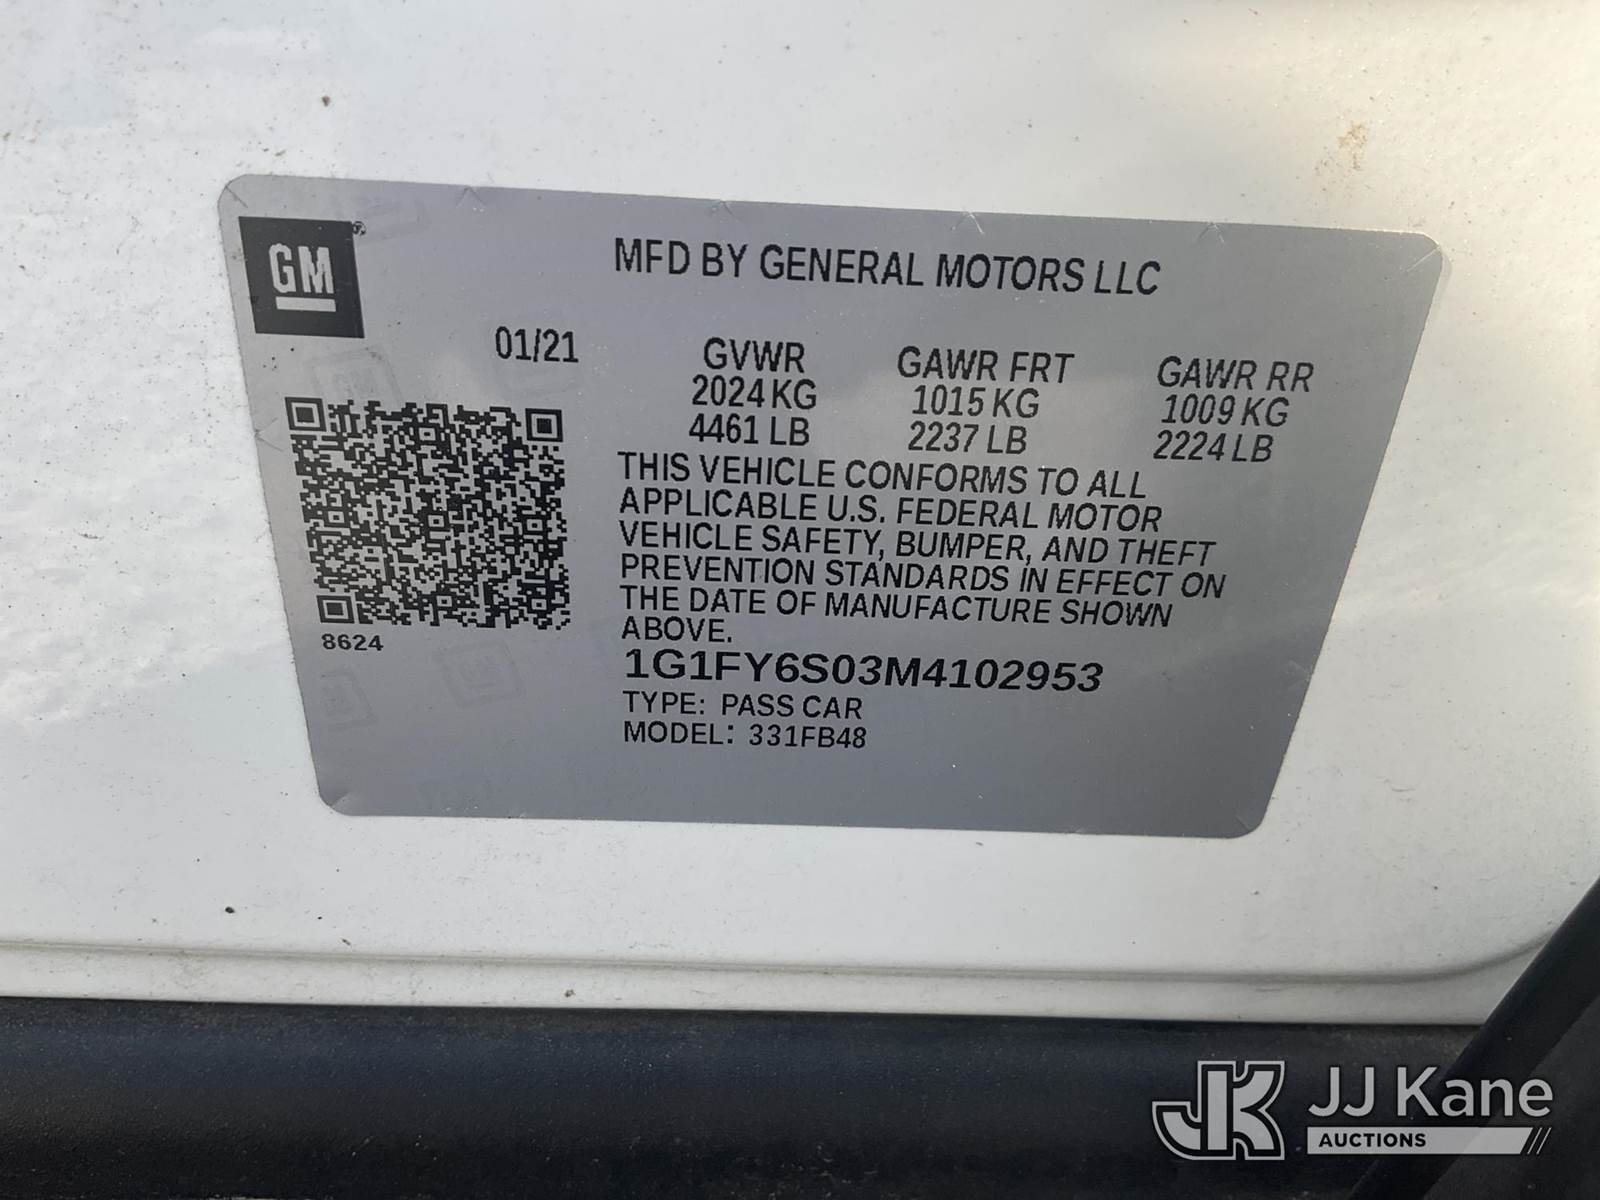 GM
MFD BY GENERAL MOTORS LLC
01/21
GVWR
2024 KG
4461 LB
GAWR FRT
1015 KG
2237 LB
GAWR RR
1009 KG
2224 LB
THIS VEHICLE CONFORMS TO ALL
APPLICABLE U.S. FEDERAL MOTOR
VEHICLE SAFETY, BUMPER, AND THEFT
PREVENTION STANDARDS IN EFFECT ON
THE DATE OF MANUFACTURE SHOWN
ABOVE.
1G1FY6S03M4102953
TYPE: PASS CAR
MODEL: 331FB48
8624
JK JJ Kane
AUCTIONS